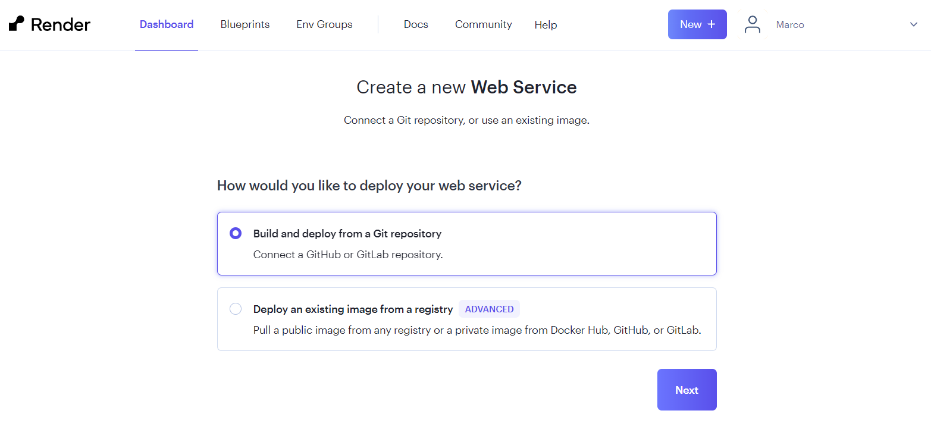 Render
Dashboard Blueprints Env Groups Docs Community Help New + Marco
Create a new Web Service
Connect a Git repository, or use an existing image.
How would you like to deploy your web service?
Build and deploy from a Git repository
Connect a GitHub or GitLab repository.
Deploy an existing image from a registry ADVANCED
Pull a public image from any registry or a private image from Docker Hub, GitHub, or GitLab.
Next